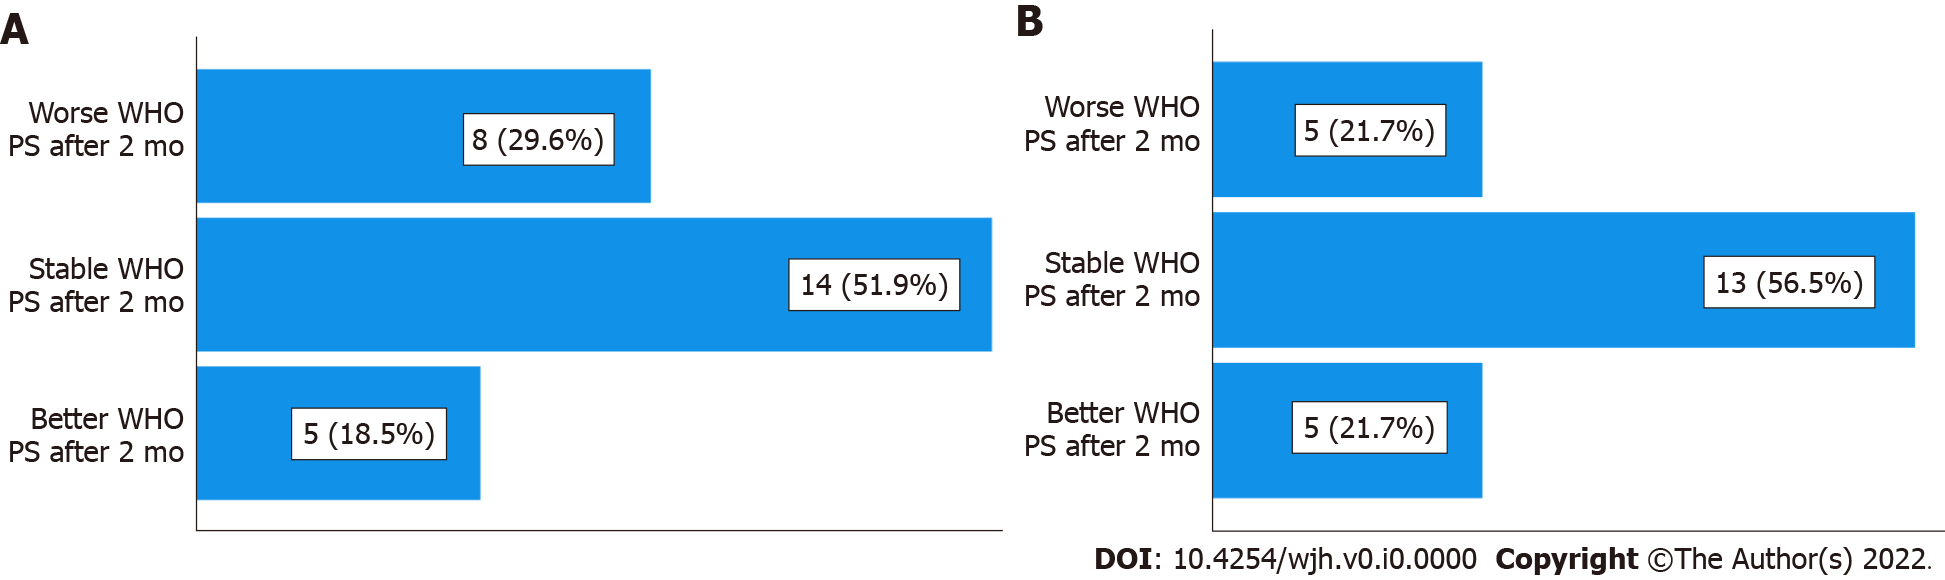 A
Worse WHO
PS after 2 mo
8 (29.6%)
Stable WHO
PS after 2 mo
14 (51.9%)
Better WHO
PS after 2 mo
5 (18.5%)
B
Worse WHO
PS after 2 mo
5 (21.7%)
Stable WHO
PS after 2 mo
13 (56.5%)
Better WHO
PS after 2 mo
5 (21.7%)
DOI: 10.4254/wjh.v0.i0.0000 Copyright ©The Author(s) 2022.